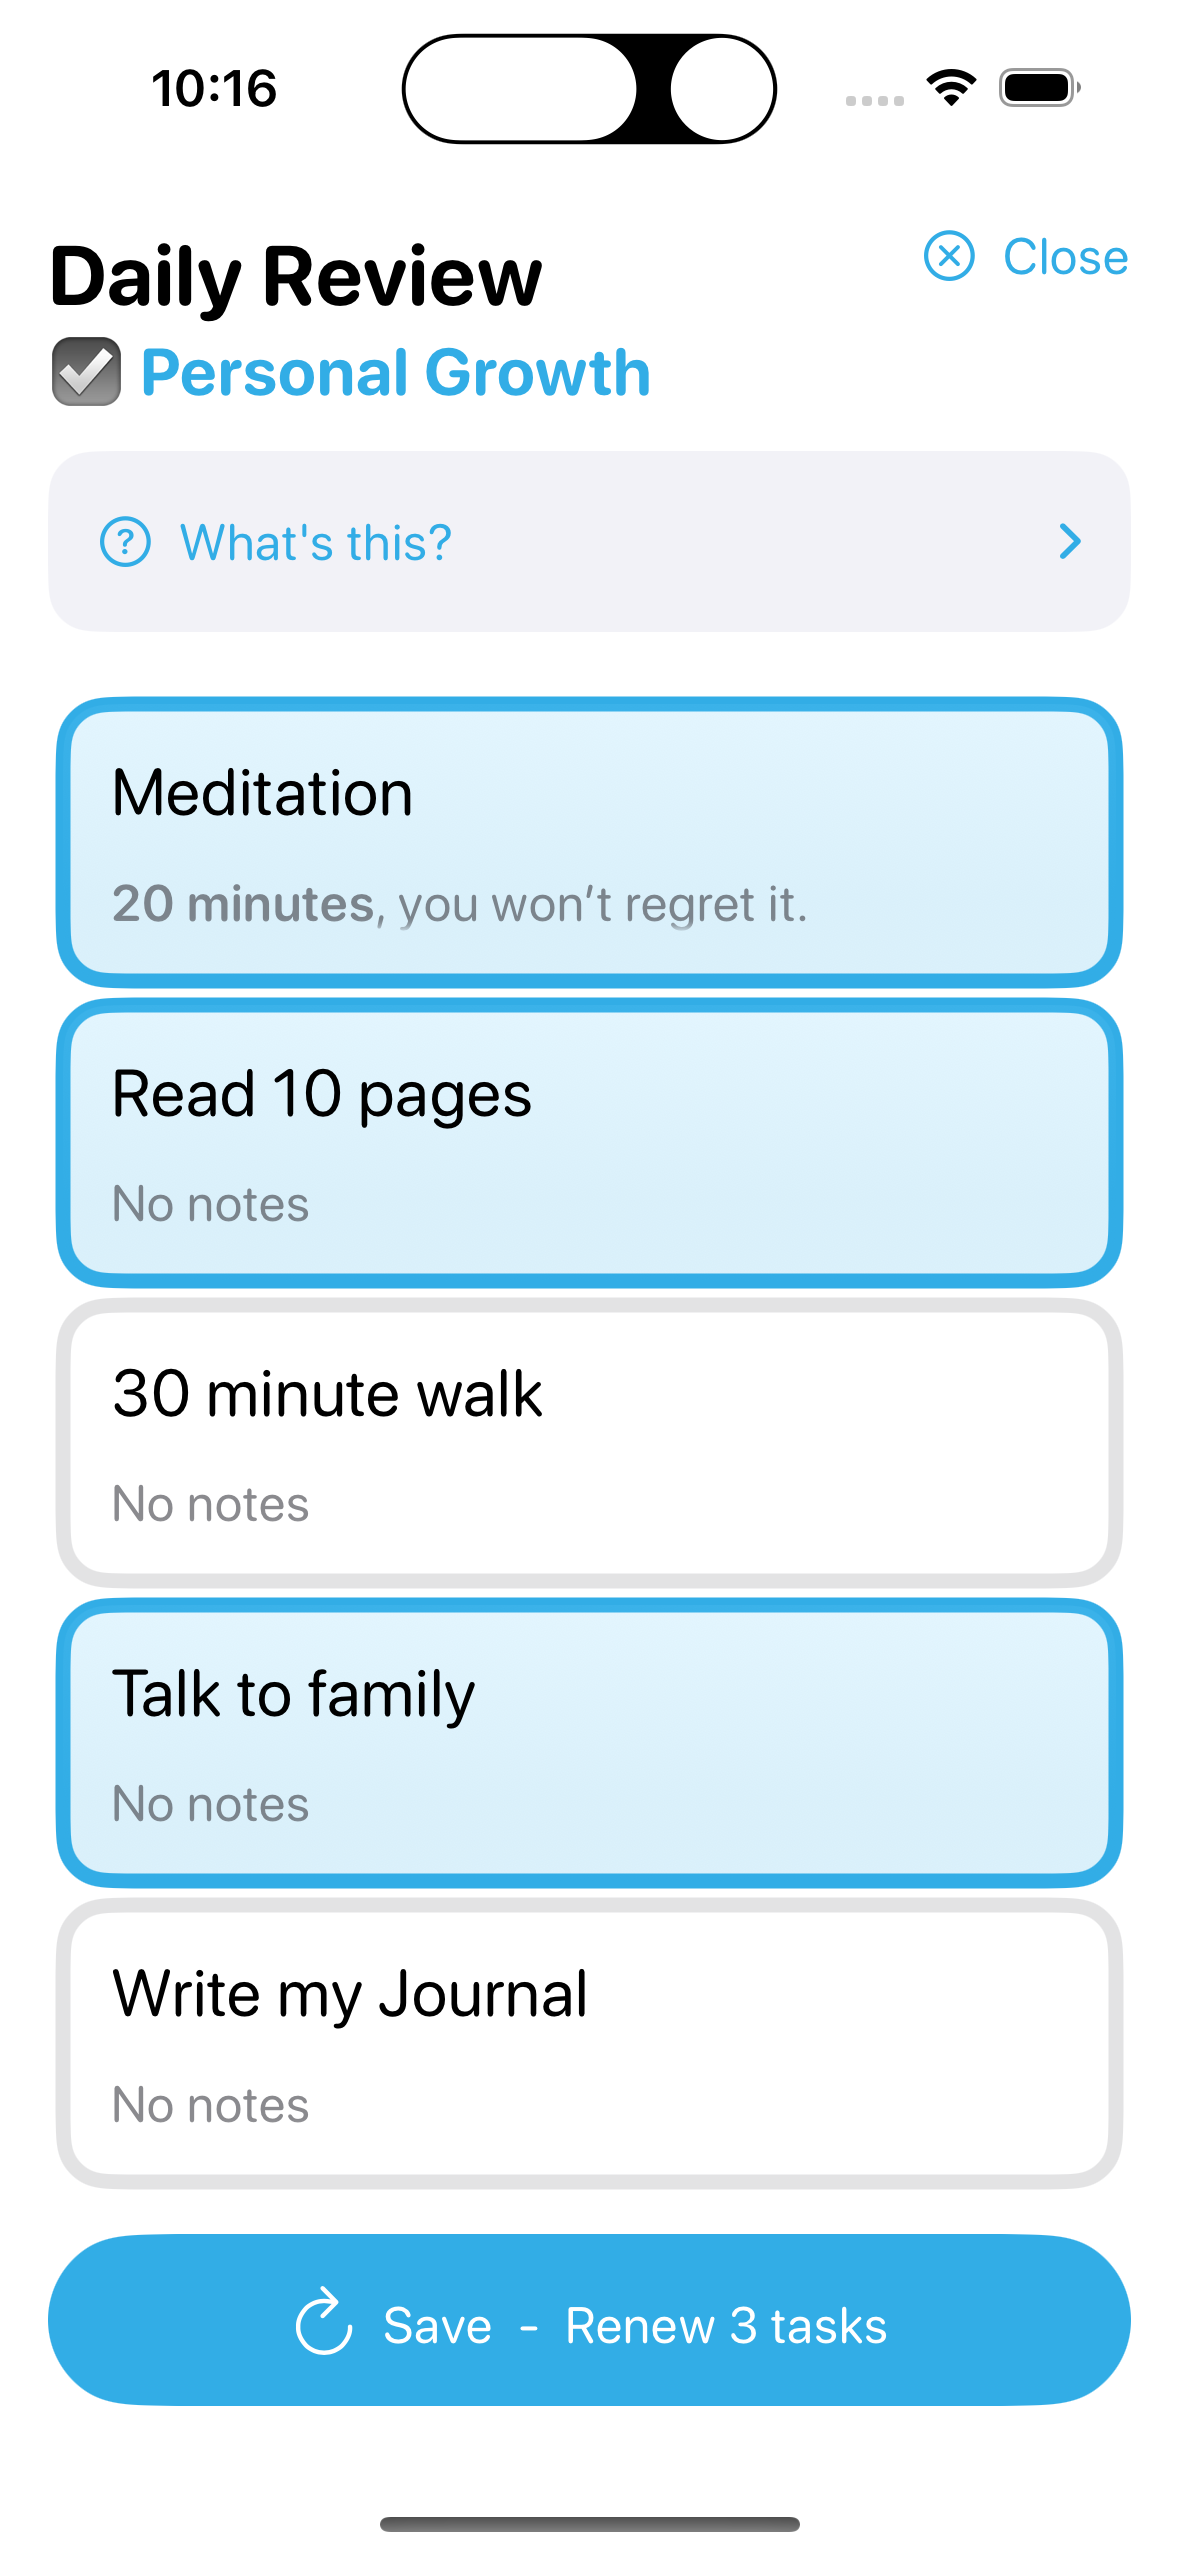 10:16
Daily Review
Close
Personal Growth
What's this?
Meditation
20 minutes, you won’t regret it.
Read 10 pages
No notes
30 minute walk
No notes
Talk to family
No notes
Write my Journal
No notes
Save - Renew 3 tasks